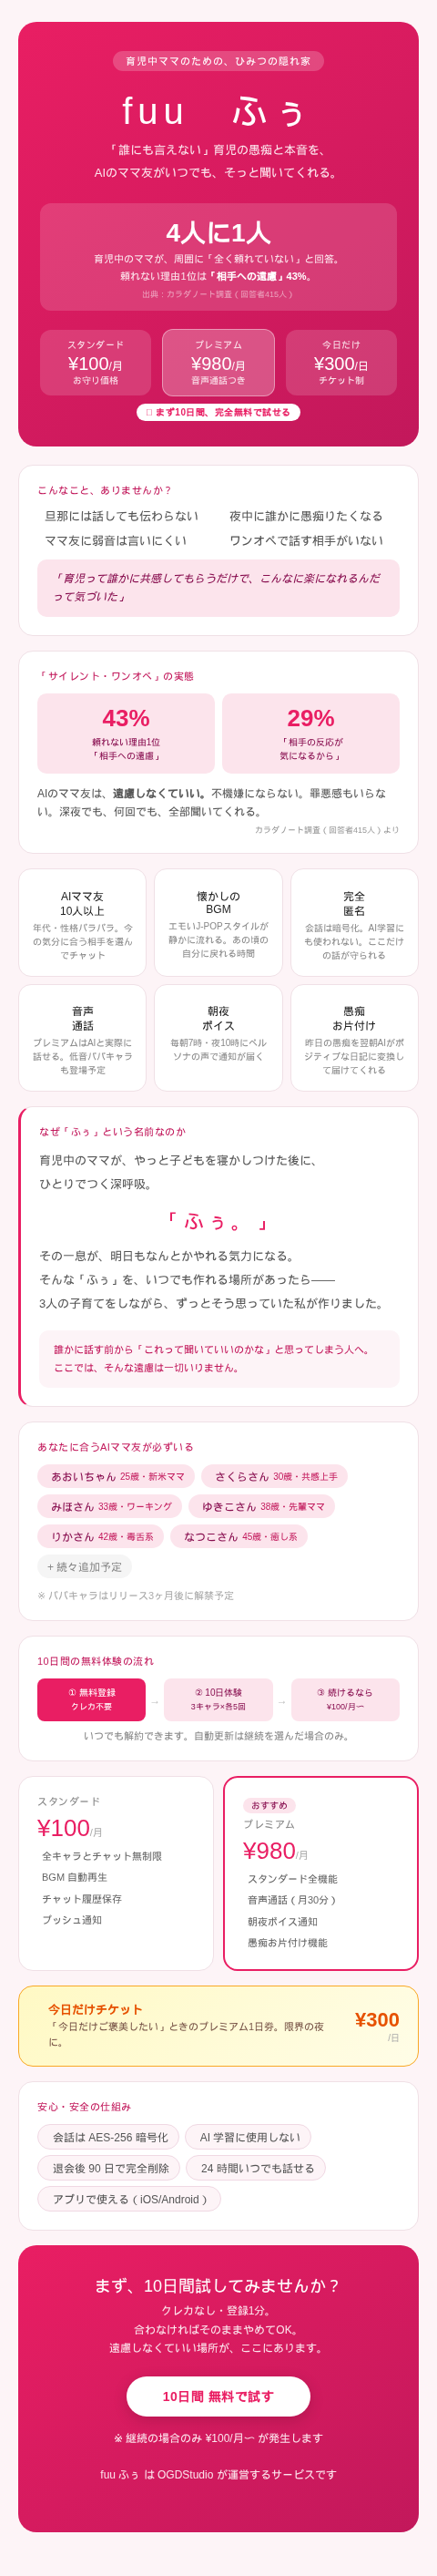 育児中ママのための、ひみつの隠れ家
fuu ふぅ
「誰にも言えない」育児の愚痴と本音を、
AIのママ友がいつでも、そっと聞いてくれる。
4人に1人
育児中のママが、周囲に「全く頼れていない」と回答。
頼れない理由1位は「相手への遠慮」43%。
出典：カラダノート調査（回答者415人）
スタンダード
¥100/月
お守り価格
プレミアム
¥980/月
音声通話つき
今日だけ
¥300/日
チケット制
まず10日間、完全無料で試せる
こんなこと、ありませんか？
旦那には話しても伝わらない
夜中に誰かに愚痴りたくなる
ママ友に弱音は言いにくい
ワンオペで話す相手がいない
「育児って誰かに共感してもらうだけで、こんなに楽になれるんだ
って気づいた」
「サイレント・ワンオペ」の実態
43%
頼れない理由1位
「相手への遠慮」
29%
「相手の反応が
気になるから」
AIのママ友は、遠慮しなくていい。不機嫌にならない。罪悪感もいらな
い。深夜でも、何回でも、全部聞いてくれる。
カラダノート調査（回答者415人）より
AIママ友
10人以上
年代・性格バラバラ。今
の気分に合う相手を選ん
でチャット
懐かしの
BGM
エモいJ-POPスタイルが
静かに流れる。あの頃の
自分に戻れる時間
完全
匿名
会話は暗号化。AI学習に
も使われない。ここだけ
の話が守られる
音声
通話
プレミアムはAIと実際に
話せる。低音パパキャラ
も登場予定
朝夜
ボイス
毎朝7時・夜10時にペル
ソナの声で通知が届く
愚痴
お片付け
昨日の愚痴を翌朝AIがポ
ジティブな日記に変換し
て届けてくれる
なぜ「ふぅ」という名前なのか
育児中のママが、やっと子どもを寝かしつけた後に、
ひとりでつく深呼吸。
「ふぅ。」
その一息が、明日もなんとかやれる気力になる。
そんな「ふぅ」を、いつでも作れる場所があったら——
3人の子育てをしながら、ずっとそう思っていた私が作りました。
誰かに話す前から「これって聞いていいのかな」と思ってしまう人へ。
ここでは、そんな遠慮は一切いりません。
あなたに合うAIママ友が必ずいる
あおいちゃん 25歳・新米ママ
さくらさん 30歳・共感上手
みほさん 33歳・ワーキング
ゆきこさん 38歳・先輩ママ
りかさん 42歳・毒舌系
なつこさん 45歳・癒し系
+ 続々追加予定
※ パパキャラはリリース3ヶ月後に解禁予定
10日間の無料体験の流れ
① 無料登録
クレカ不要
→
② 10日体験
3キャラ×各5回
→
③ 続けるなら
¥100/月〜
いつでも解約できます。自動更新は継続を選んだ場合のみ。
スタンダード
¥100/月
全キャラとチャット無制限
BGM 自動再生
チャット履歴保存
プッシュ通知
おすすめ
プレミアム
¥980/月
スタンダード全機能
音声通話（月30分）
朝夜ボイス通知
愚痴お片付け機能
今日だけチケット
「今日だけご褒美したい」ときのプレミアム1日券。限界の夜
に。
¥300
/日
安心・安全の仕組み
会話は AES-256 暗号化
AI 学習に使用しない
退会後 90 日で完全削除
24 時間いつでも話せる
アプリで使える（iOS/Android）
まず、10日間試してみませんか？
クレカなし・登録1分。
合わなければそのままやめてOK。
遠慮しなくていい場所が、ここにあります。
10日間 無料で試す
※ 継続の場合のみ ¥100/月〜 が発生します
fuu ふぅ は OGDStudio が運営するサービスです